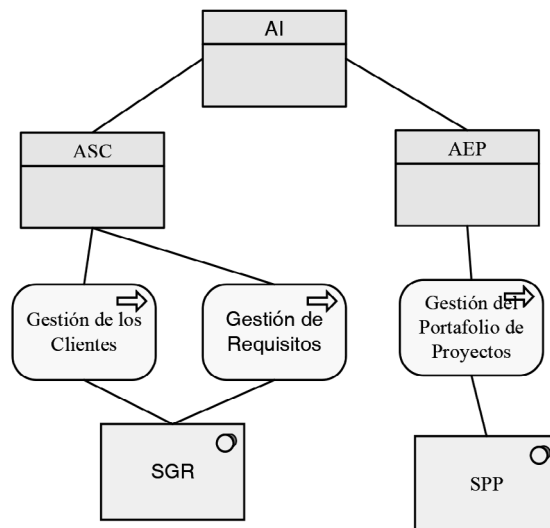 AI
ASC
AEP
Gestión de los
Clientes
Gestión de
Requisitos
Gestión del
Portafolio de
Proyectos
SGR
SPP